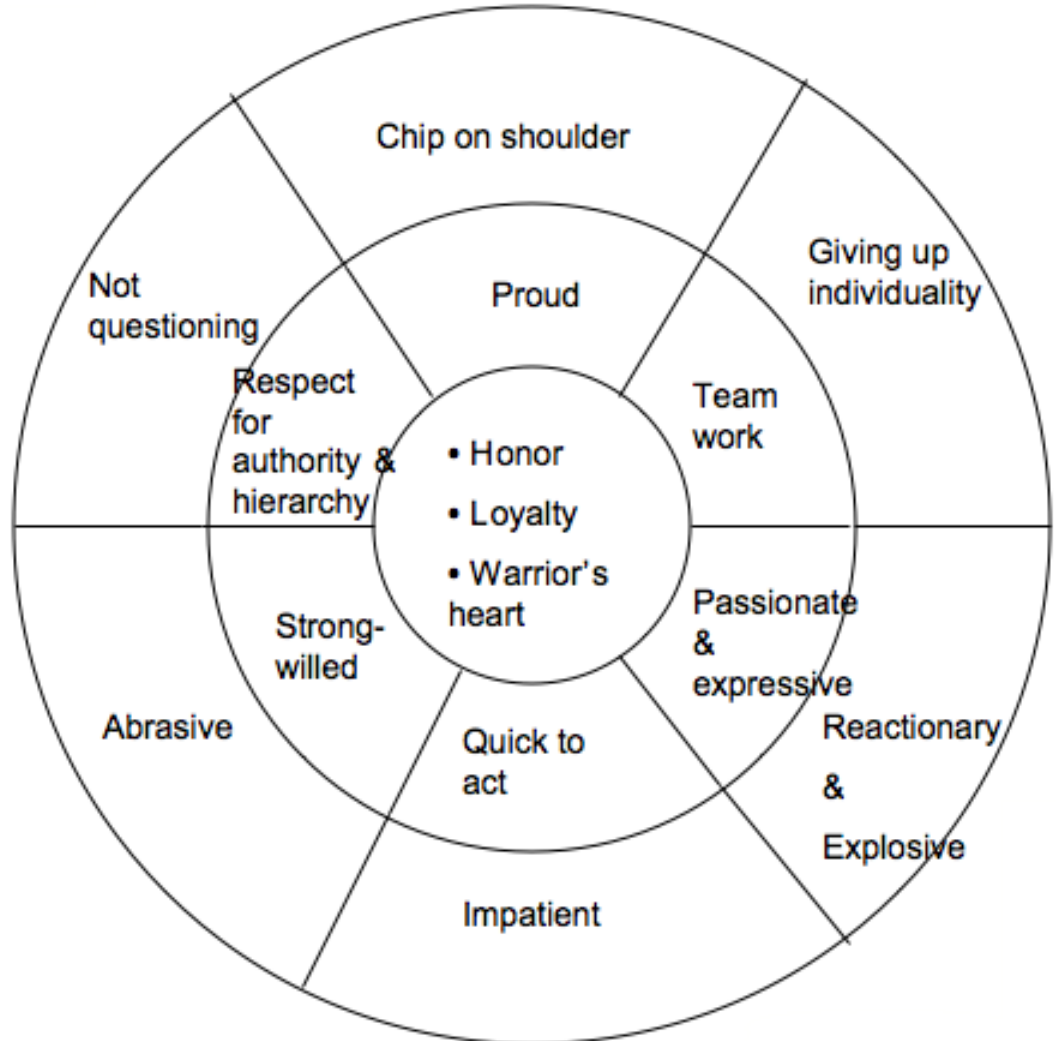 Chip on shoulder
Proud
Giving up
individuality
Team
work
Not
questioning
Respect
for
authority &
hierarchy
• Honor
• Loyalty
• Warrior's
heart
Strong-
willed
Abrasive
Quick to
act
Impatient
Passionate
&
expressive
Reactionary
&
Explosive